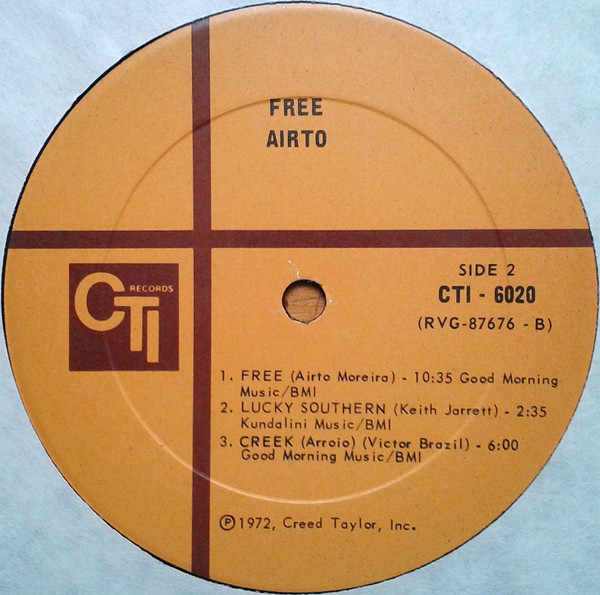 FREE
AIRTO
CTI RECORDS
SIDE 2
CTI - 6020
(RVG-87676 - B)
1. FREE (Airto Moreira) - 10:35 Good Morning
Music/BMI
2. LUCKY SOUTHERN (Keith Jarrett) - 2:35
Kundalini Music/BMI
3. CREEK (Arroio) (Victor Brazil) - 6:00
Good Morning Music/BMI
℗1972, Creed Taylor, Inc.